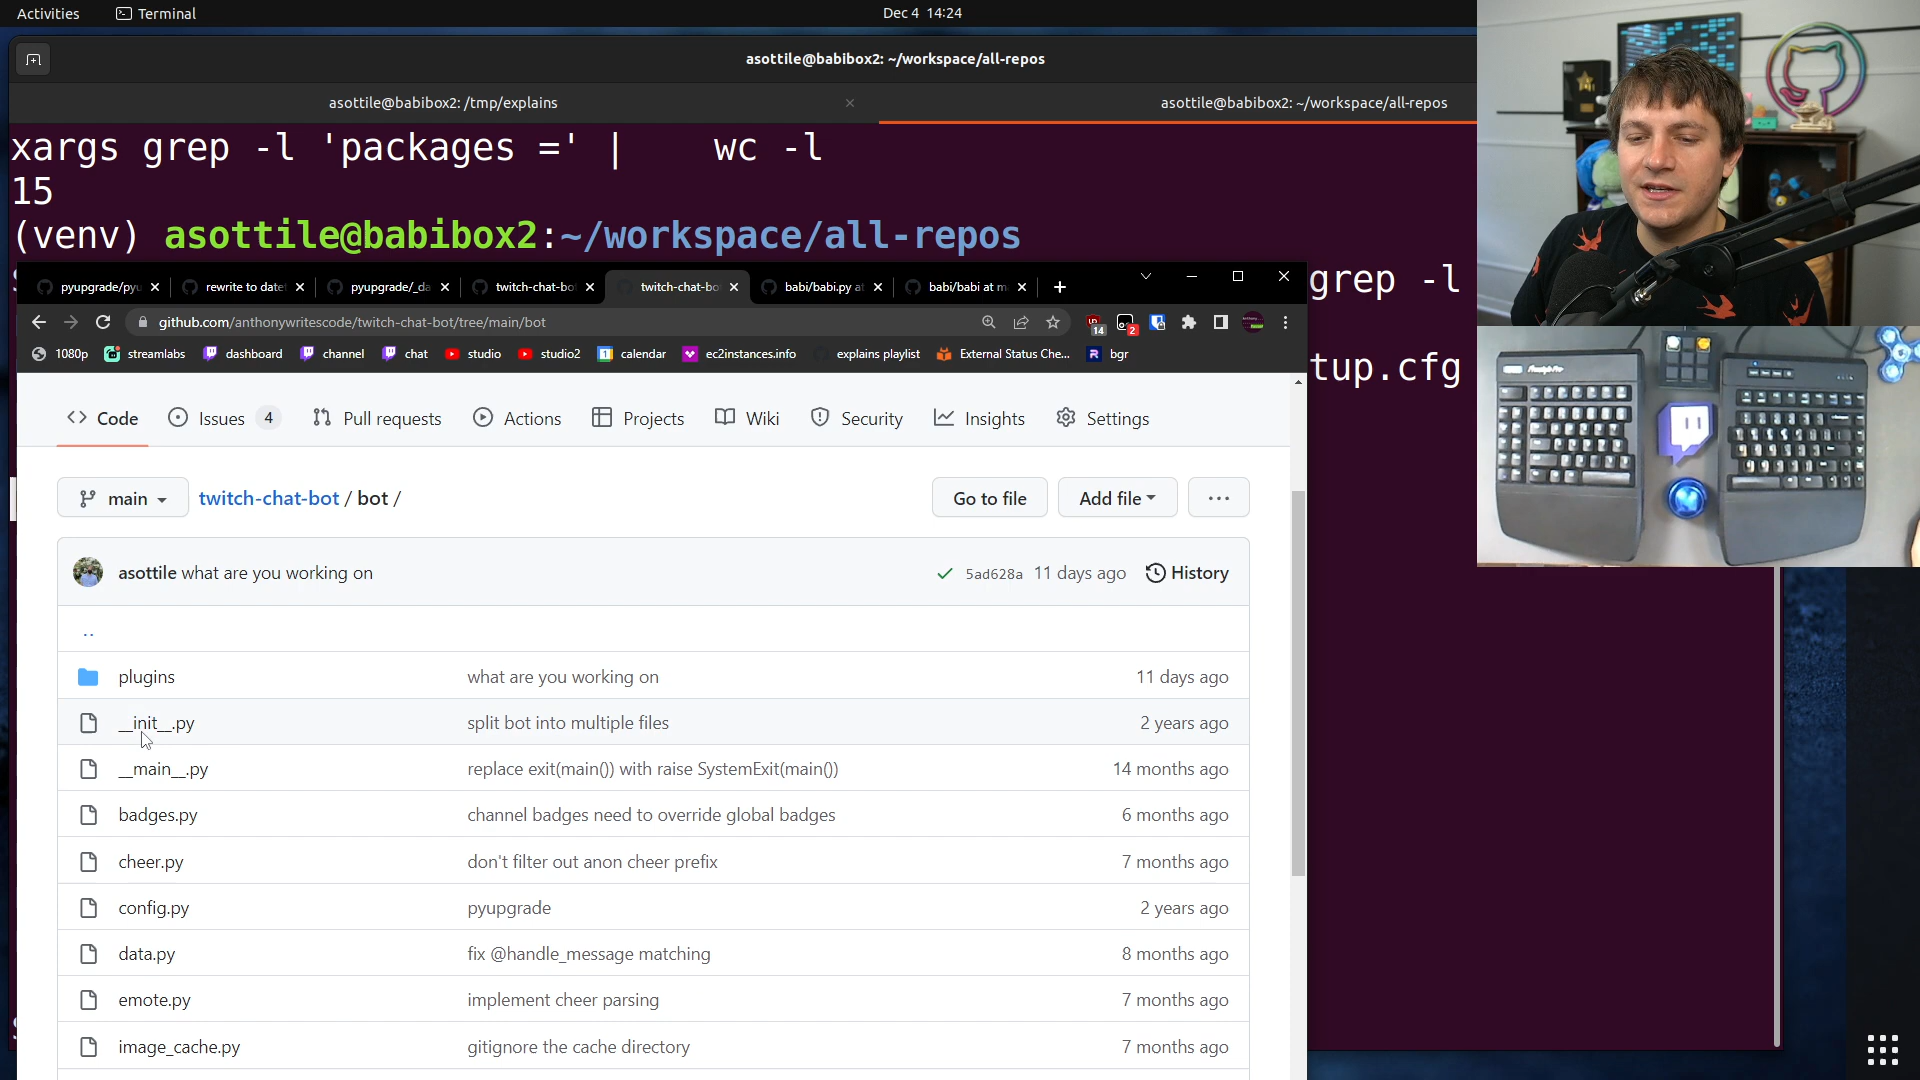 Activities
Terminal
Dec 4 14:24
asottile@babibox2: ~/workspace/all-repos
asottile@babibox2: /tmp/explains
asottile@babibox2: ~/workspace/all-repos
xargs grep -l 'packages =' |    wc -l
15
(venv) asottile@babibox2:~/workspace/all-repos
grep -l
tup.cfg
pyupgrade/pyu
rewrite to datet
pyupgrade/_da
twitch-chat-bo
twitch-chat-bo
babi/babi.py at
babi/babi at m
github.com/anthonywritescode/twitch-chat-bot/tree/main/bot
14
2
1080p
streamlabs
dashboard
channel
chat
studio
studio2
calendar
ec2instances.info
explains playlist
External Status Che...
bgr
Code
Issues 4
Pull requests
Actions
Projects
Wiki
Security
Insights
Settings
main
twitch-chat-bot / bot /
Go to file
Add file
...
asottile what are you working on
5ad628a 11 days ago
History
..
plugins what are you working on 11 days ago
__init__.py split bot into multiple files 2 years ago
__main__.py replace exit(main()) with raise SystemExit(main()) 14 months ago
badges.py channel badges need to override global badges 6 months ago
cheer.py don't filter out anon cheer prefix 7 months ago
config.py pyupgrade 2 years ago
data.py fix @handle_message matching 8 months ago
emote.py implement cheer parsing 7 months ago
image_cache.py gitignore the cache directory 7 months ago